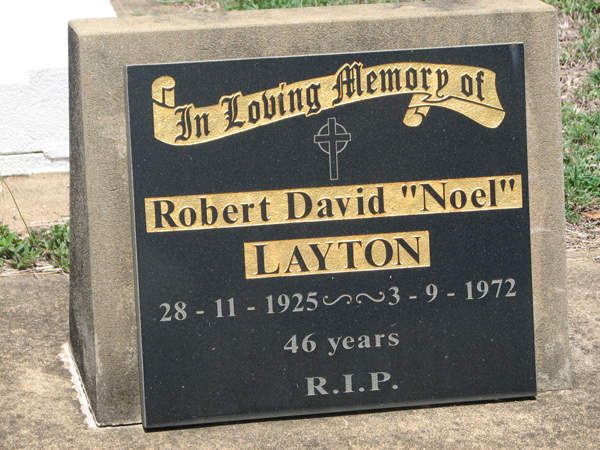 In Loving Memory of
Robert David "Noel"
LAYTON
28 - 11 - 1925 ~~ 3 - 9 - 1972
46 years
R.I.P.